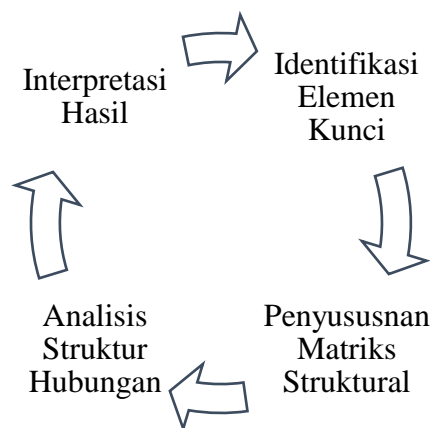 Interpretasi
Hasil
Identifikasi
Elemen
Kunci
Analisis
Struktur
Hubungan
Penyususnan
Matriks
Struktural